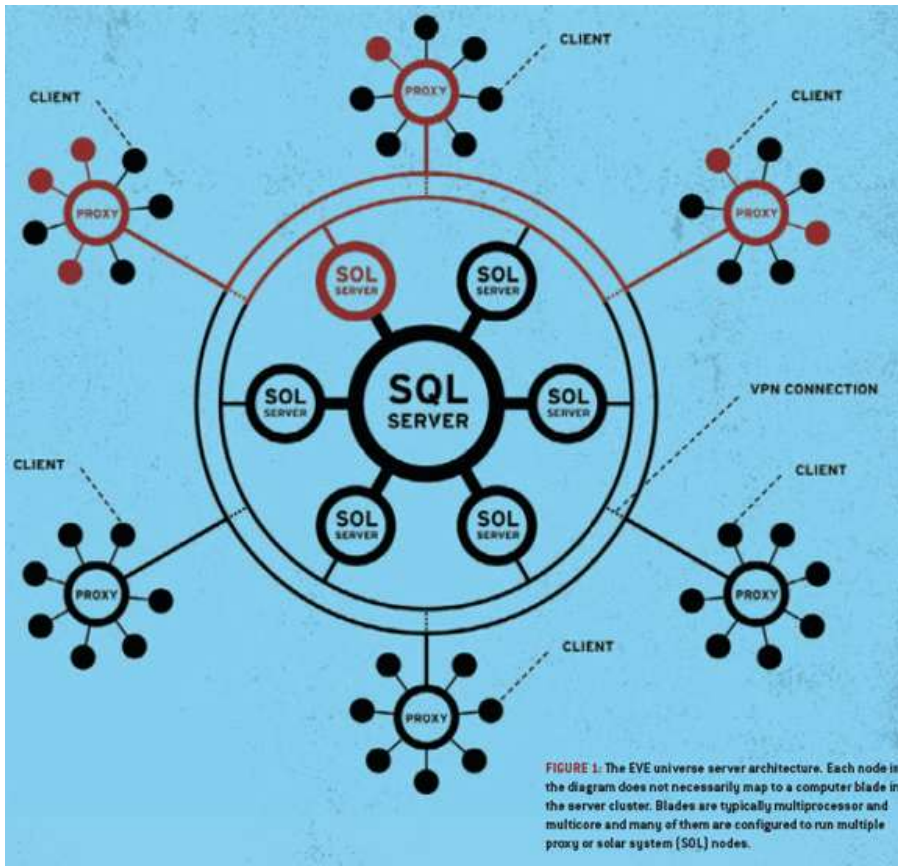 CLIENT
PROXY
CLIENT
CLIENT
PROXY
CLIENT
PROXY
SOL
SERVER
SOL
SERVER
SOL
SERVER
SQL
SERVER
SOL
SERVER
VPN CONNECTION
CLIENT
CLIENT
SOL
SERVER
SOL
SERVER
PROXY
PROXY
CLIENT
PROXY
FIGURE 1: The EVE universe server architecture. Each node in
the diagram does not necessarily map to a computer blade in
the server cluster. Blades are typically multiprocessor and
multicore and many of them are configured to run multiple
proxy or solar system (SOL) nodes.